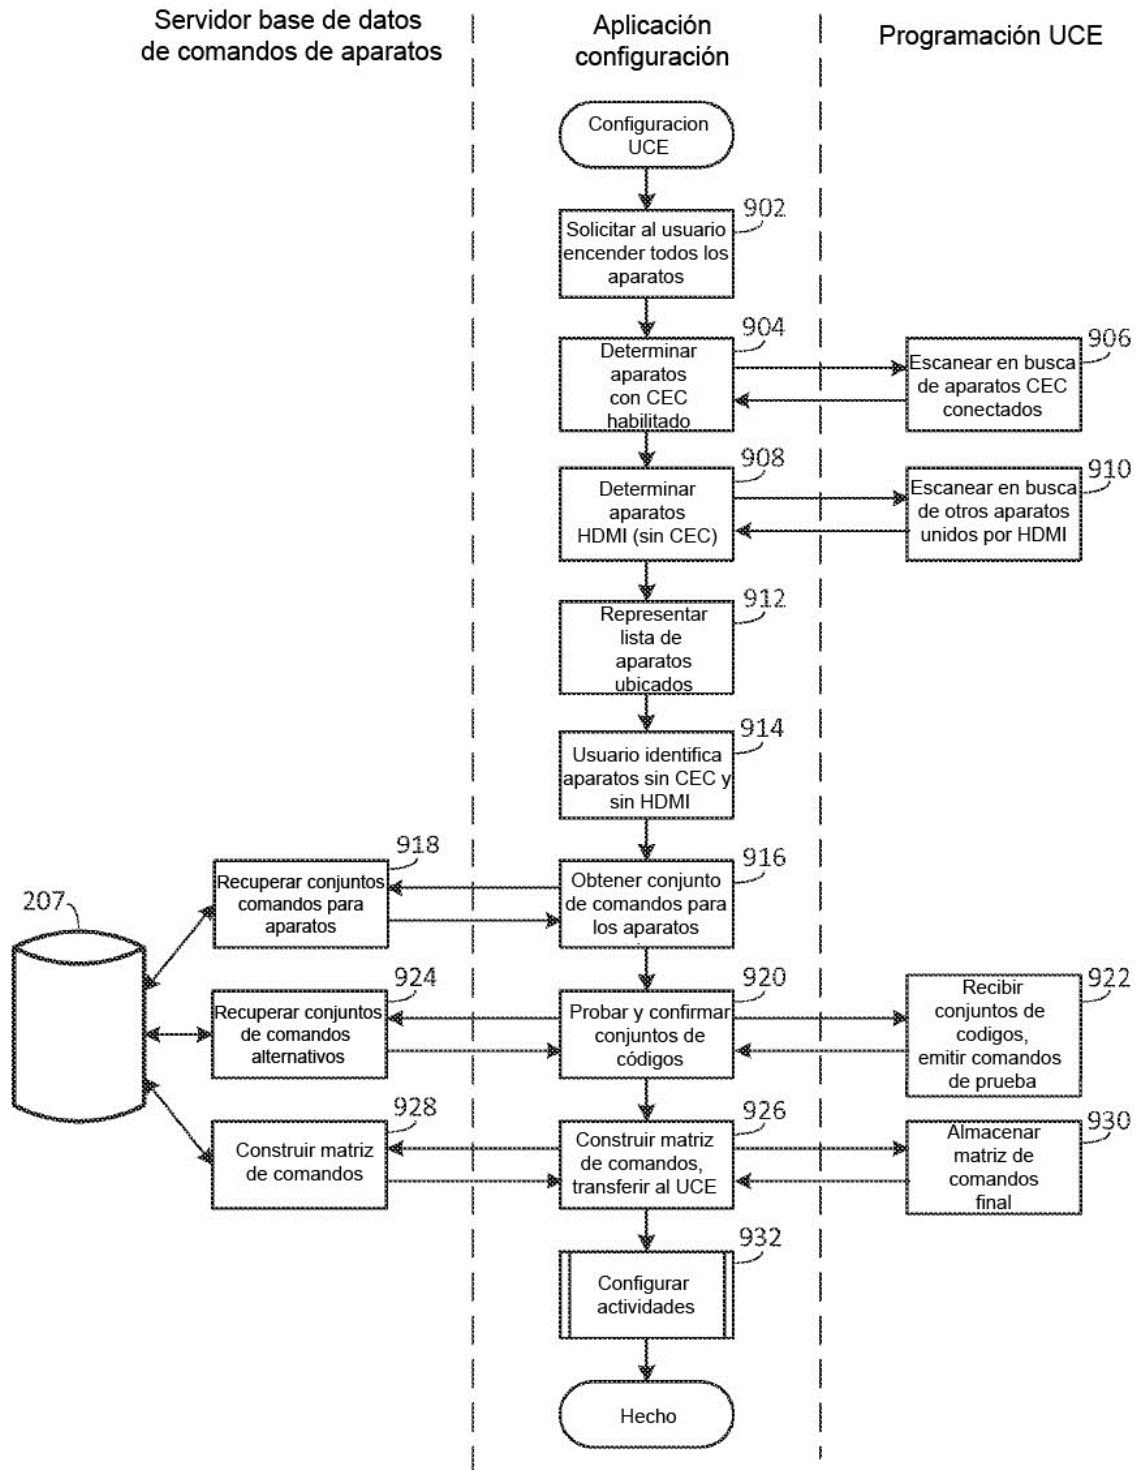 Servidor base de datos
de comandos de aparatos
Aplicación
configuración
Programación UCE
Configuracion
UCE
902
Solicitar al usuario
encender todos los
aparatos
904
Determinar
aparatos
con CEC
habilitado
906
Escanear en busca
de aparatos CEC
conectados
908
Determinar
aparatos
HDMI (sin CEC)
910
Escanear en busca
de otros aparatos
unidos por HDMI
912
Representar
lista de
aparatos
ubicados
914
Usuario identifica
aparatos sin CEC y
sin HDMI
918
Recuperar conjuntos
comandos para
aparatos
916
Obtener conjunto
de comandos para
los aparatos
207
924
Recuperar conjuntos
de comandos
alternativos
920
Probar y confirmar
conjuntos de
códigos
922
Recibir
conjuntos de
codigos,
emitir comandos
de prueba
928
Construir matriz
de comandos
926
Construir matriz
de comandos,
transferir al UCE
930
Almacenar
matriz de
comandos
final
932
Configurar
actividades
Hecho